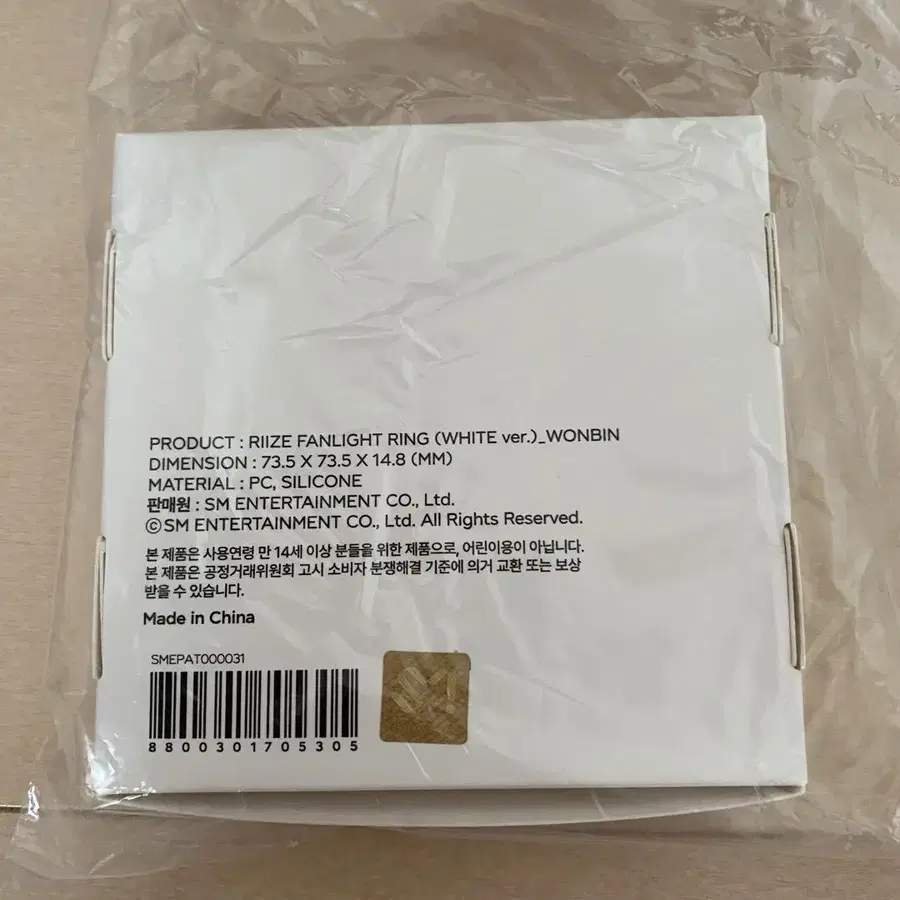 PRODUCT : RIIZE FANLIGHT RING (WHITE ver.)_WONBIN
DIMENSION : 73.5 X 73.5 X 14.8 (MM)
MATERIAL : PC, SILICONE
판매원 : SM ENTERTAINMENT CO., Ltd.
ⓒSM ENTERTAINMENT CO., Ltd. All Rights Reserved.
본 제품은 사용연령 만 14세 이상 분들을 위한 제품으로, 어린이용이 아닙니다.
본 제품은 공정거래위원회 고시 소비자 분쟁해결 기준에 의거 교환 또는 보상
받을 수 있습니다.
Made in China
SMEPAT000031
8800301705305